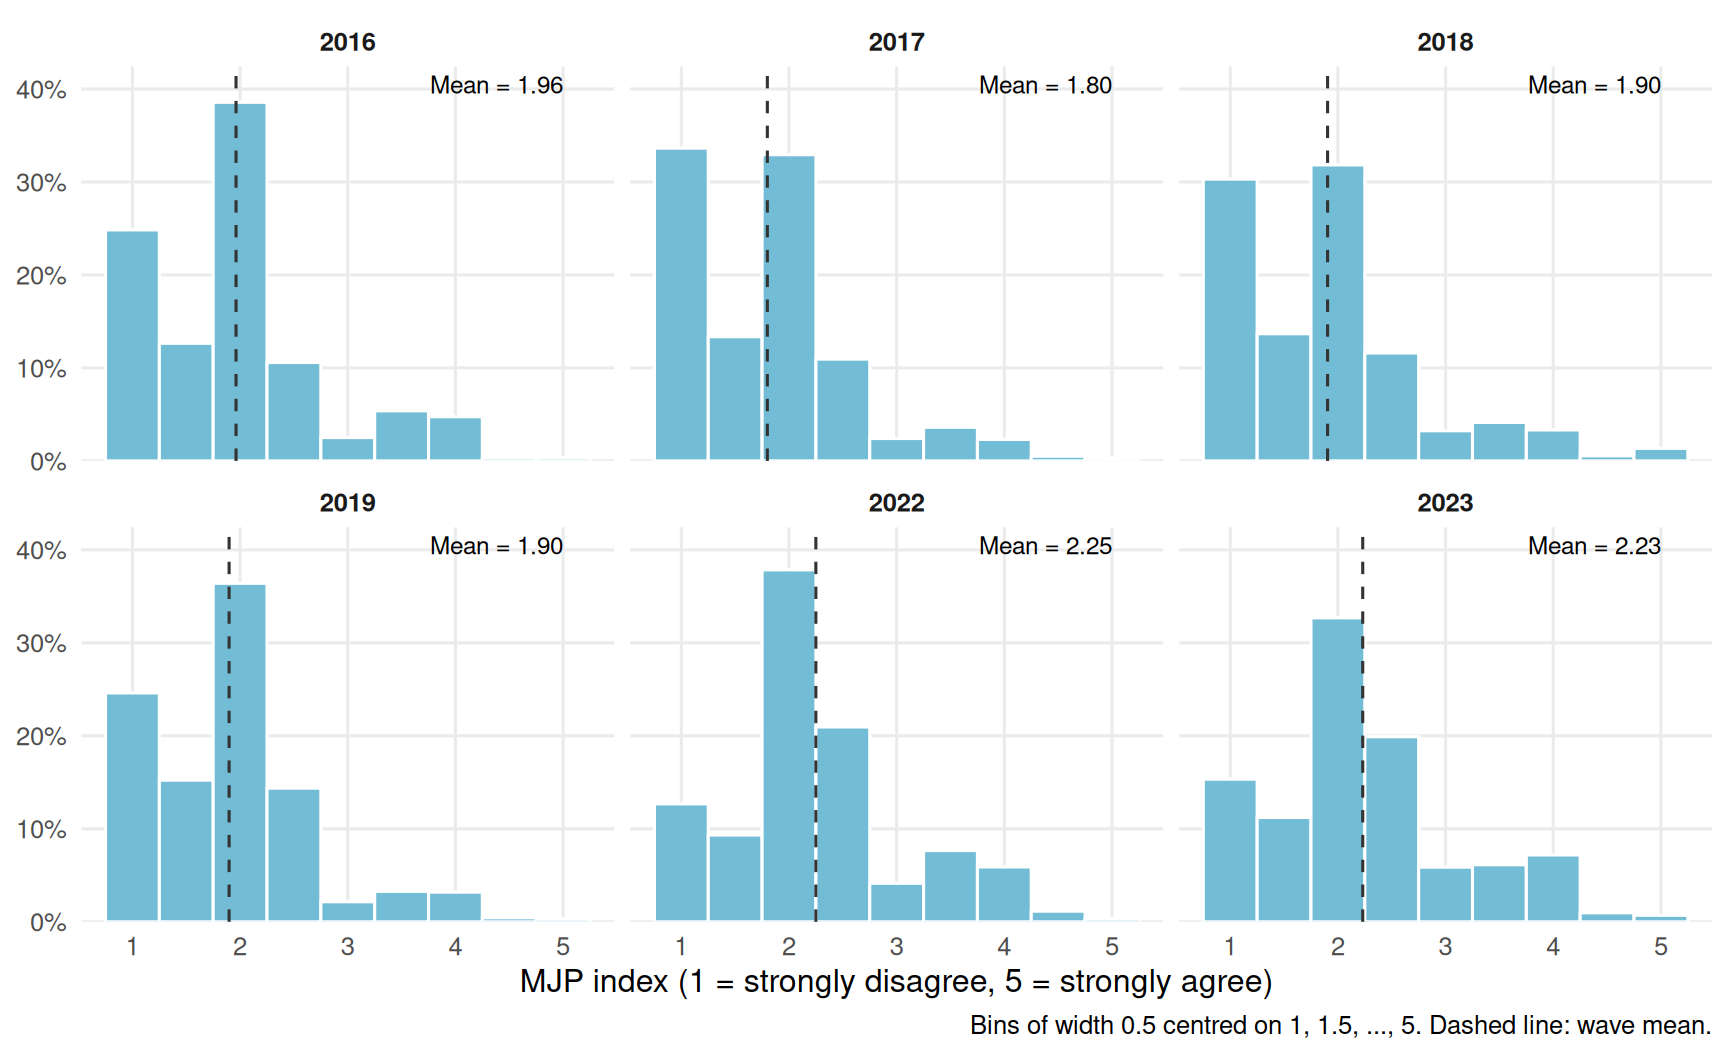 2016 2017 2018
Mean = 1.96 Mean = 1.80 Mean = 1.90
40%
30%
20%
10%
0%
2019 2022 2023
Mean = 1.90 Mean = 2.25 Mean = 2.23
40%
30%
20%
10%
0%
1 2 3 4 5 1 2 3 4 5 1 2 3 4 5
MJP index (1 = strongly disagree, 5 = strongly agree)
Bins of width 0.5 centred on 1, 1.5, ..., 5. Dashed line: wave mean.